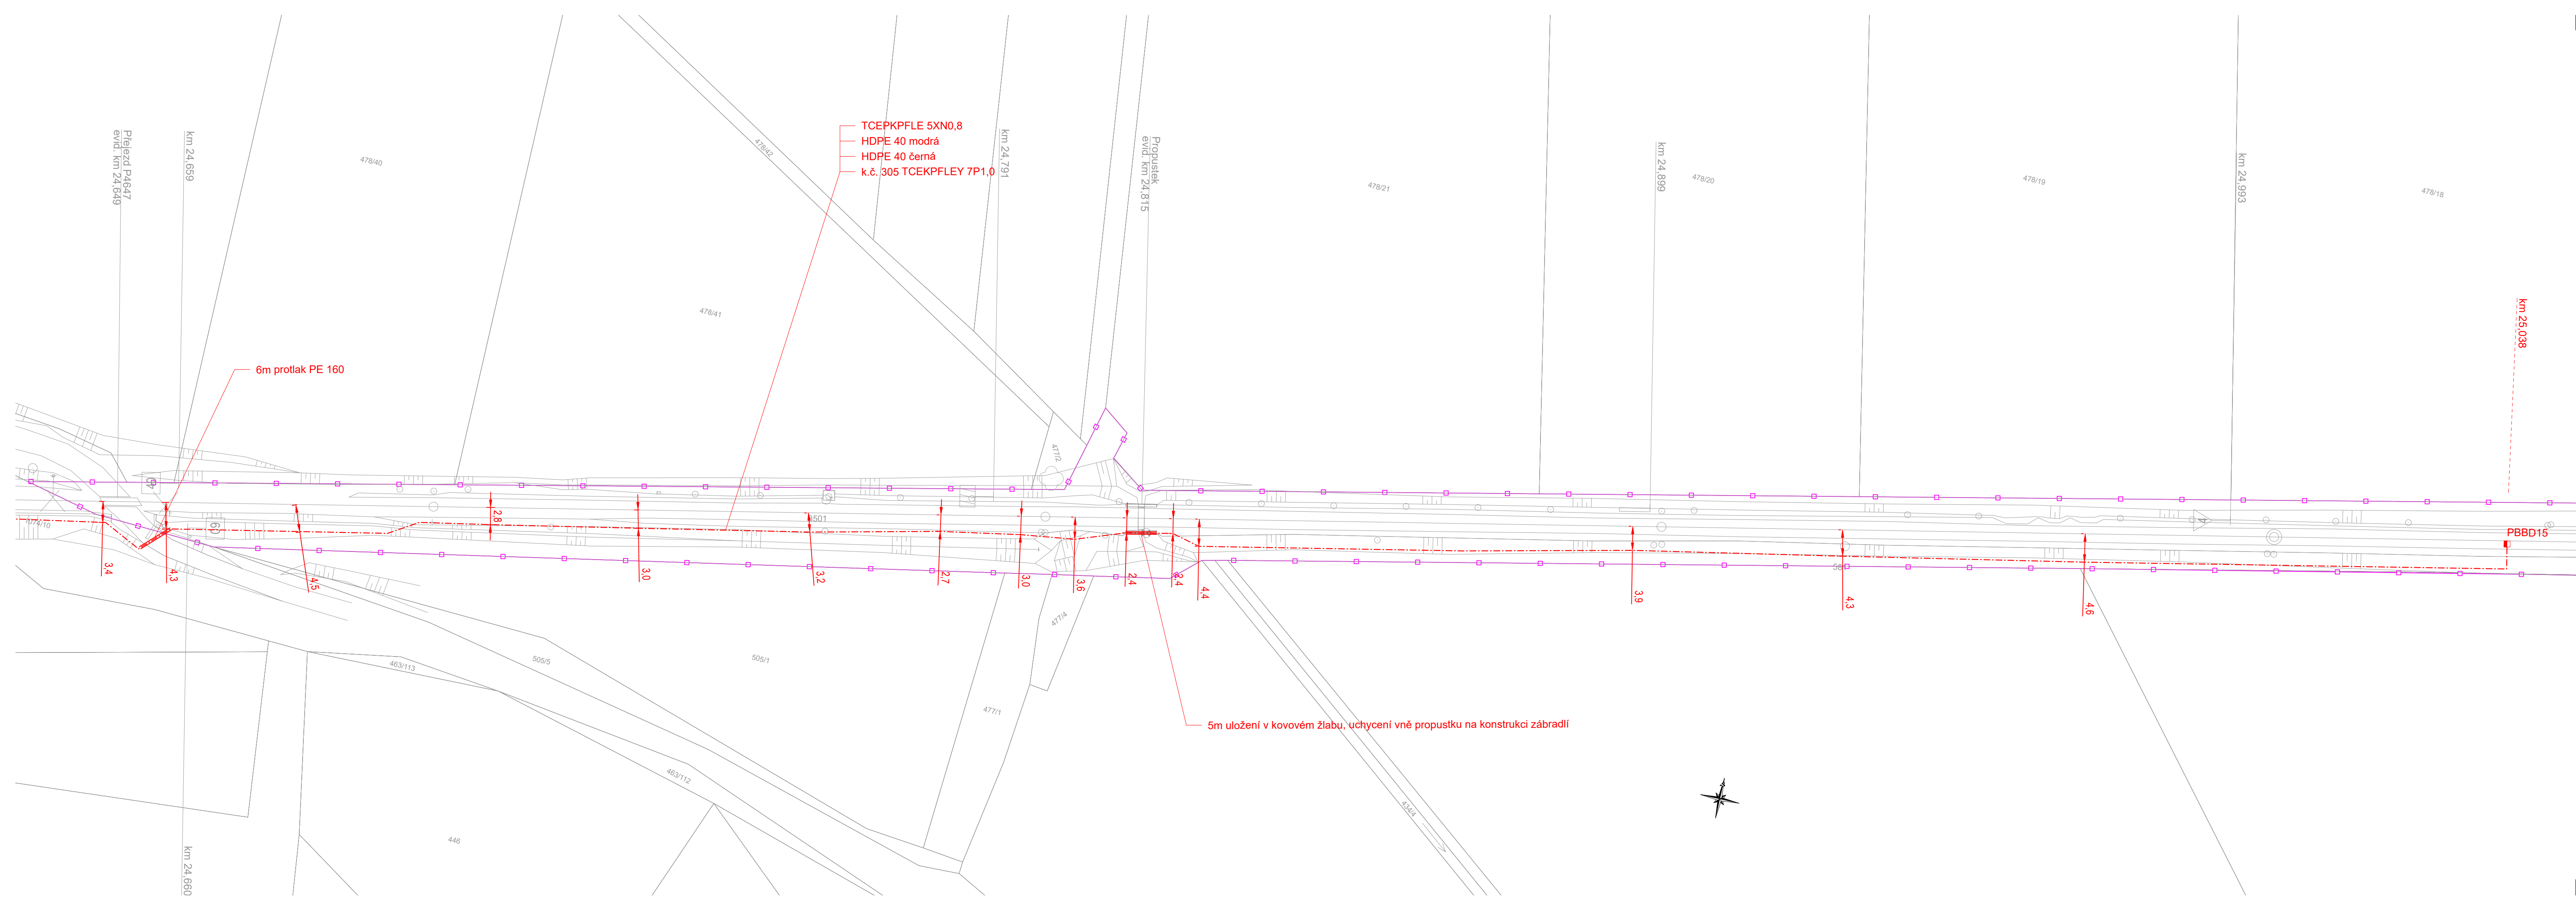 Přejezd P4647
evid. km 24,649
km 24,659
478/40
478/42
TCEPKPFLE 5XN0,8
HDPE 40 modrá
HDPE 40 černá
k.č. 305 TCEKPFLEY 7P1,0
km 24,791
Propustek
evid. km 24,815
478/21
km 24,899
478/20
478/19
km 24,993
478/18
km 25,038
478/41
6m protlak PE 160
477/2
60
2,8
PBBD15
3,4
4,3
4,5
3,0
3,2
2,7
3,0
3,6
2,4
2,4
4,4
3,9
4,3
4,6
477/4
463/113
505/5
505/1
477/1
5m uložení v kovovém žlabu, uchycení vně propustku na konstrukci zábradlí
463/112
434/4
446
km 24,660